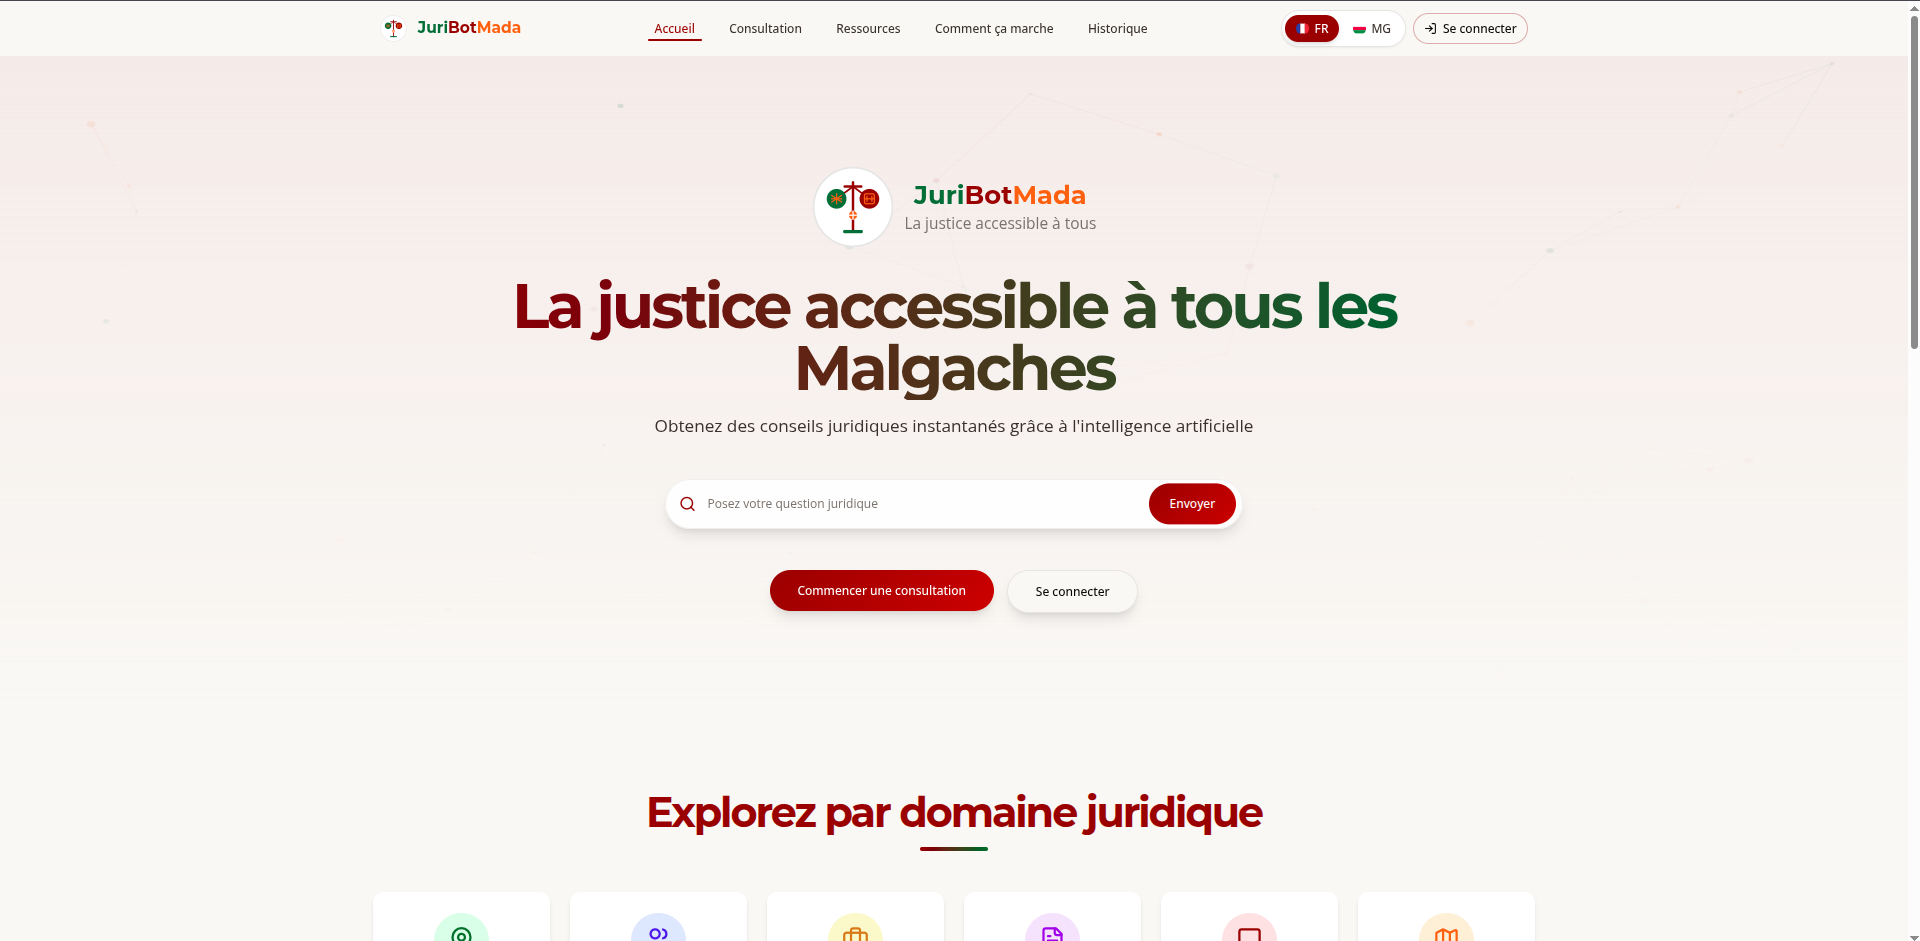 JuriBotMada
Accueil
Consultation
Ressources
Comment ça marche
Historique
FR
MG
Se connecter
JuriBotMada
La justice accessible à tous
La justice accessible à tous les
Malgaches
Obtenez des conseils juridiques instantanés grâce à l'intelligence artificielle
Posez votre question juridique
Envoyer
Commencer une consultation
Se connecter
Explorez par domaine juridique